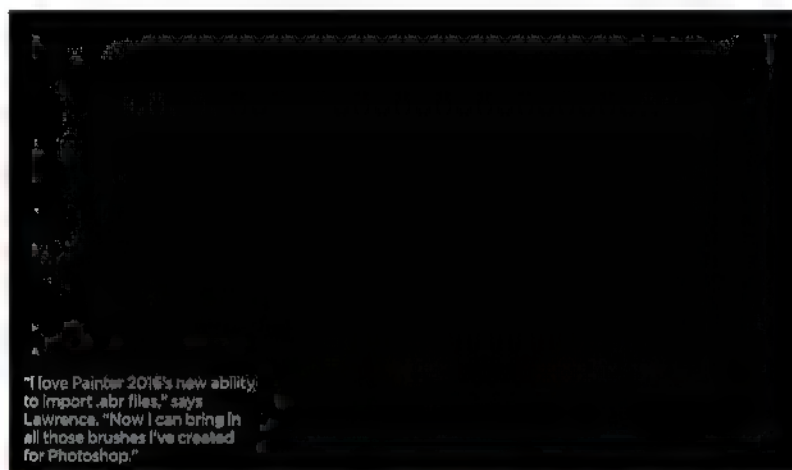 "I love Painter 2016's new ability
to import .abr files," says
Lawrence. "Now I can bring in
all those brushes I've created
for Photoshop."